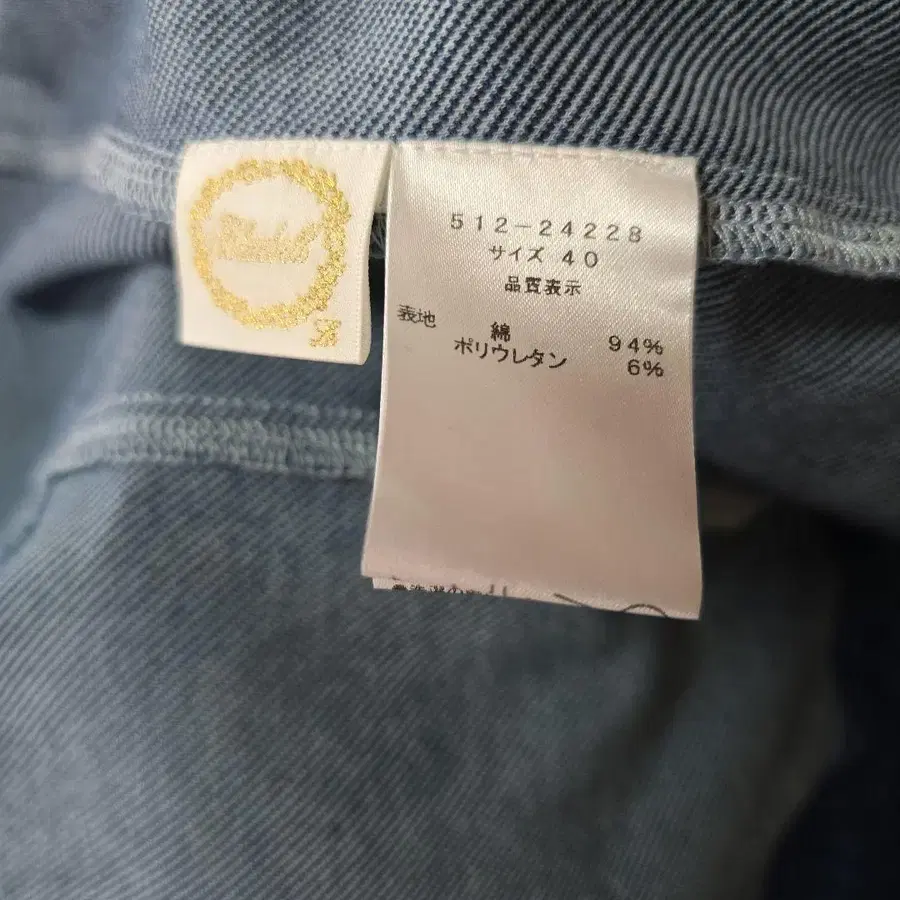 512-24228
サイズ 40
品質表示
表地 綿 94%
ポリウレタン 6%